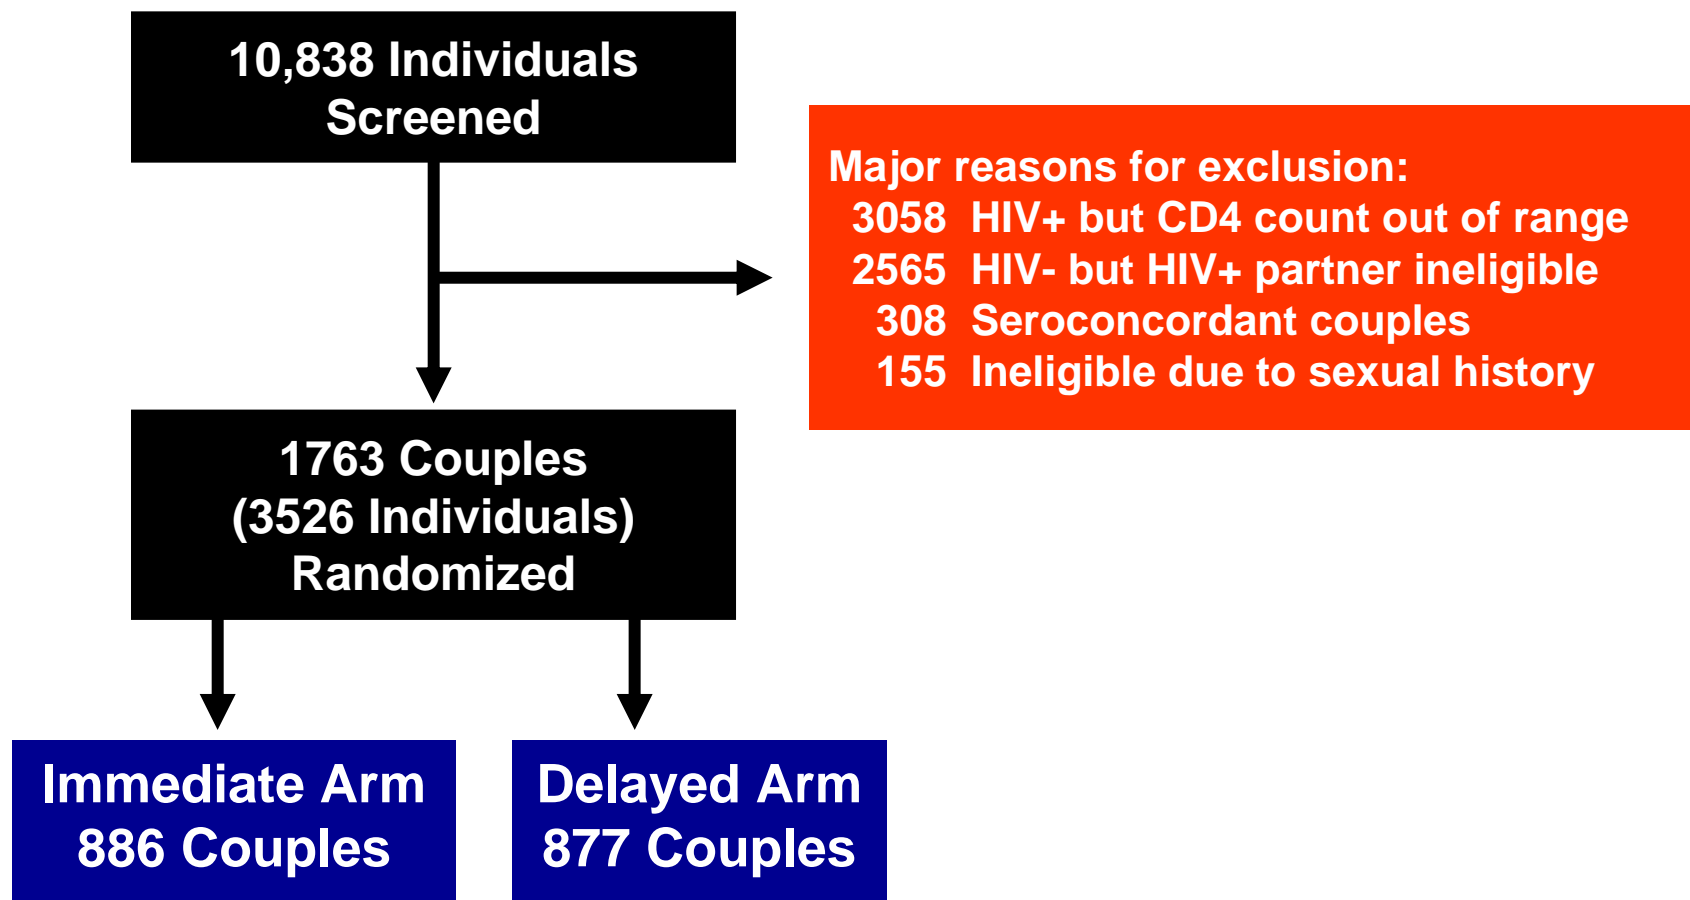 10,838 Individuals
Screened
Major reasons for exclusion:
3058 HIV+ but CD4 count out of range
2565 HIV- but HIV+ partner ineligible
308 Seroconcordant couples
155 Ineligible due to sexual history
1763 Couples
(3526 Individuals)
Randomized
Immediate Arm
886 Couples
Delayed Arm
877 Couples